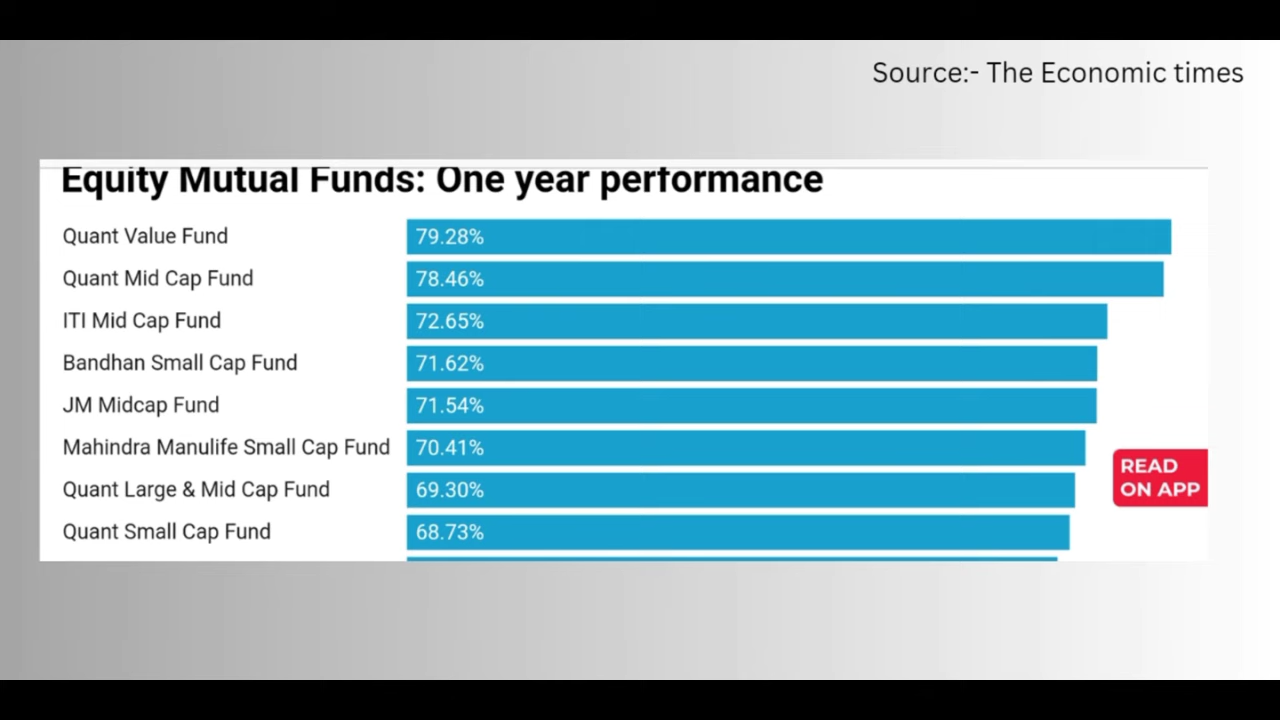 Source:- The Economic times
Equity Mutual Funds: One year performance
Quant Value Fund 79.28%
Quant Mid Cap Fund 78.46%
ITI Mid Cap Fund 72.65%
Bandhan Small Cap Fund 71.62%
JM Midcap Fund 71.54%
Mahindra Manulife Small Cap Fund 70.41%
Quant Large & Mid Cap Fund 69.30%
Quant Small Cap Fund 68.73%
READ
ON APP